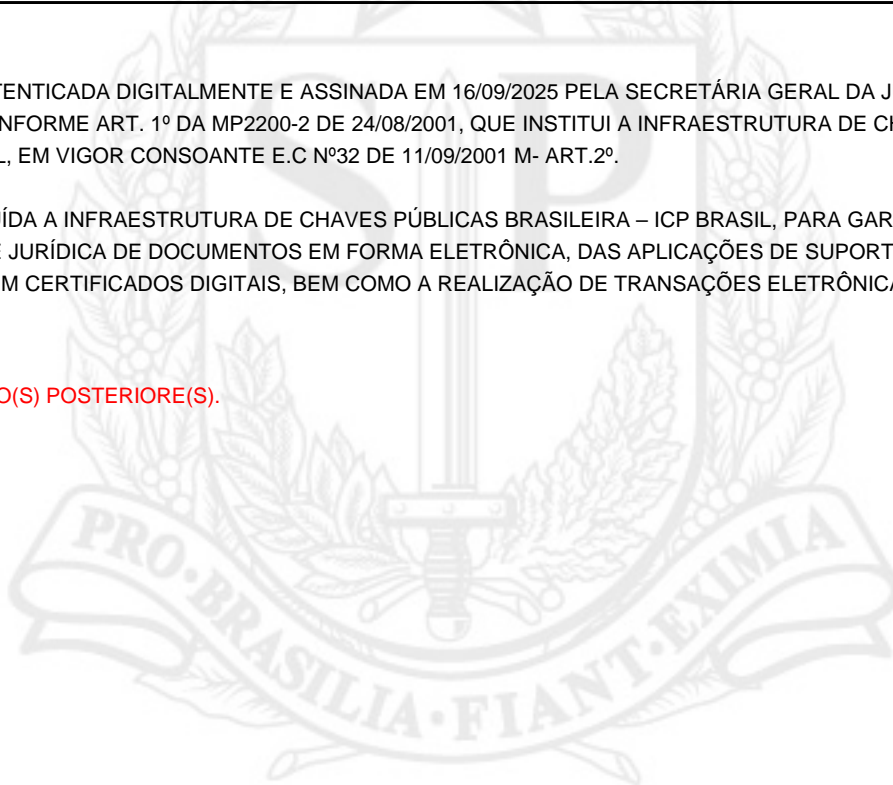 TENTICADA DIGITALMENTE E ASSINADA EM 16/09/2025 PELA SECRETÁRIA GERAL DA J
NFORME ART. 1º DA MP2200-2 DE 24/08/2001, QUE INSTITUI A INFRAESTRUTURA DE CH
L, EM VIGOR CONSOANTE E.C Nº32 DE 11/09/2001 M- ART.2º.
ÍDA A INFRAESTRUTURA DE CHAVES PÚBLICAS BRASILEIRA – ICP BRASIL, PARA GAR
E JURÍDICA DE DOCUMENTOS EM FORMA ELETRÔNICA, DAS APLICAÇÕES DE SUPORT
M CERTIFICADOS DIGITAIS, BEM COMO A REALIZAÇÃO DE TRANSAÇÕES ELETRÔNICA
O(S) POSTERIORE(S).
SP
PRO·BRASILIA·FIANT·EXIMIA